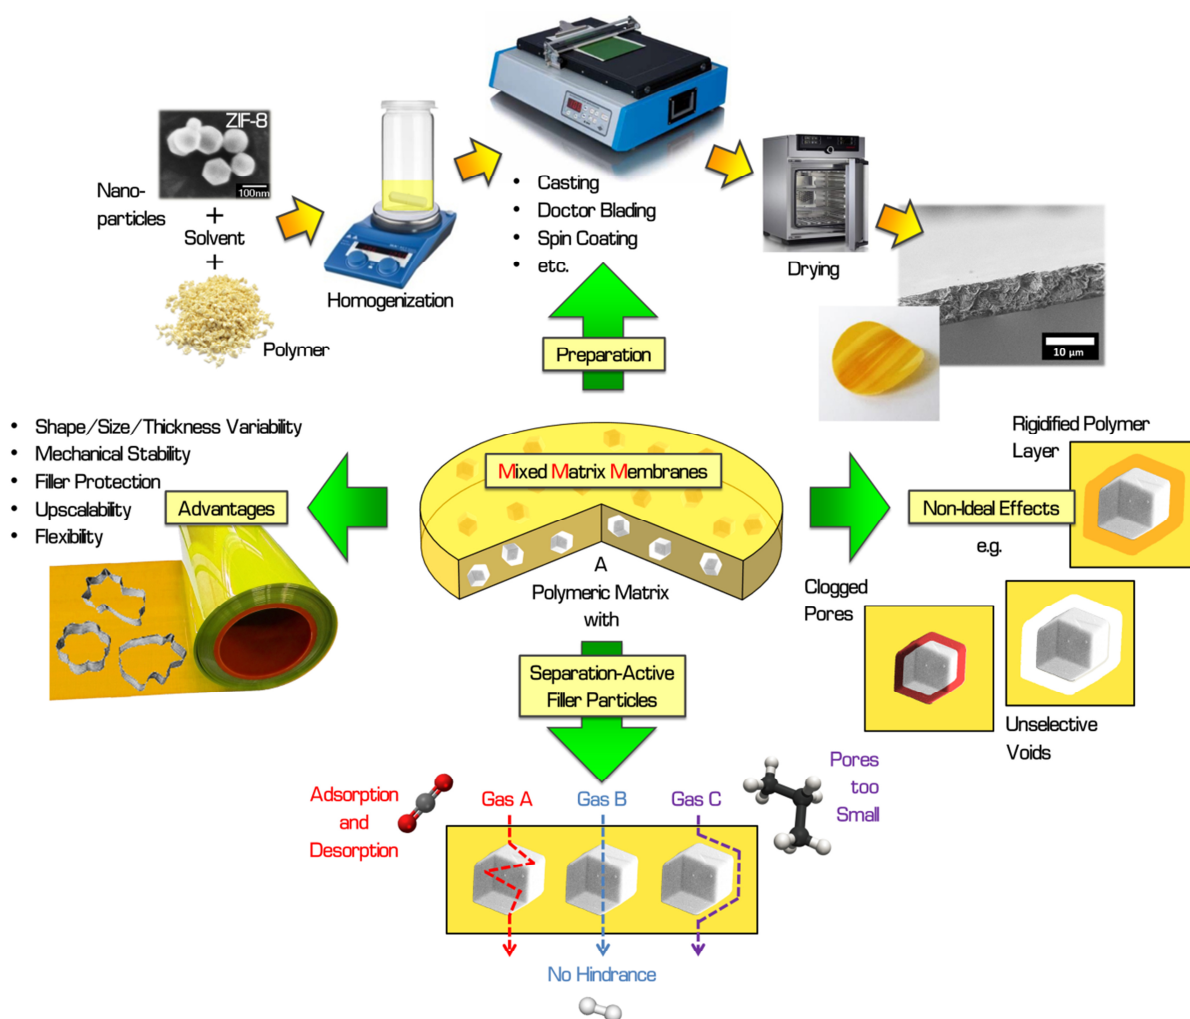 ZIF-8
100nm
Nano-
particles
+
Solvent
+
Polymer
Homogenization
• Casting
• Doctor Blading
• Spin Coating
• etc.
Drying
10 µm
Preparation
• Shape/Size/Thickness Variability
• Mechanical Stability
• Filler Protection
• Upscalability
• Flexibility
Advantages
Mixed Matrix Membranes
A
Polymeric Matrix
with
Separation-Active
Filler Particles
Rigidified Polymer
Layer
Non-Ideal Effects
e.g.
Clogged
Pores
Unselective
Voids
Adsorption
and
Desorption
Gas A
Gas B
Gas C
Pores
too
Small
No Hindrance